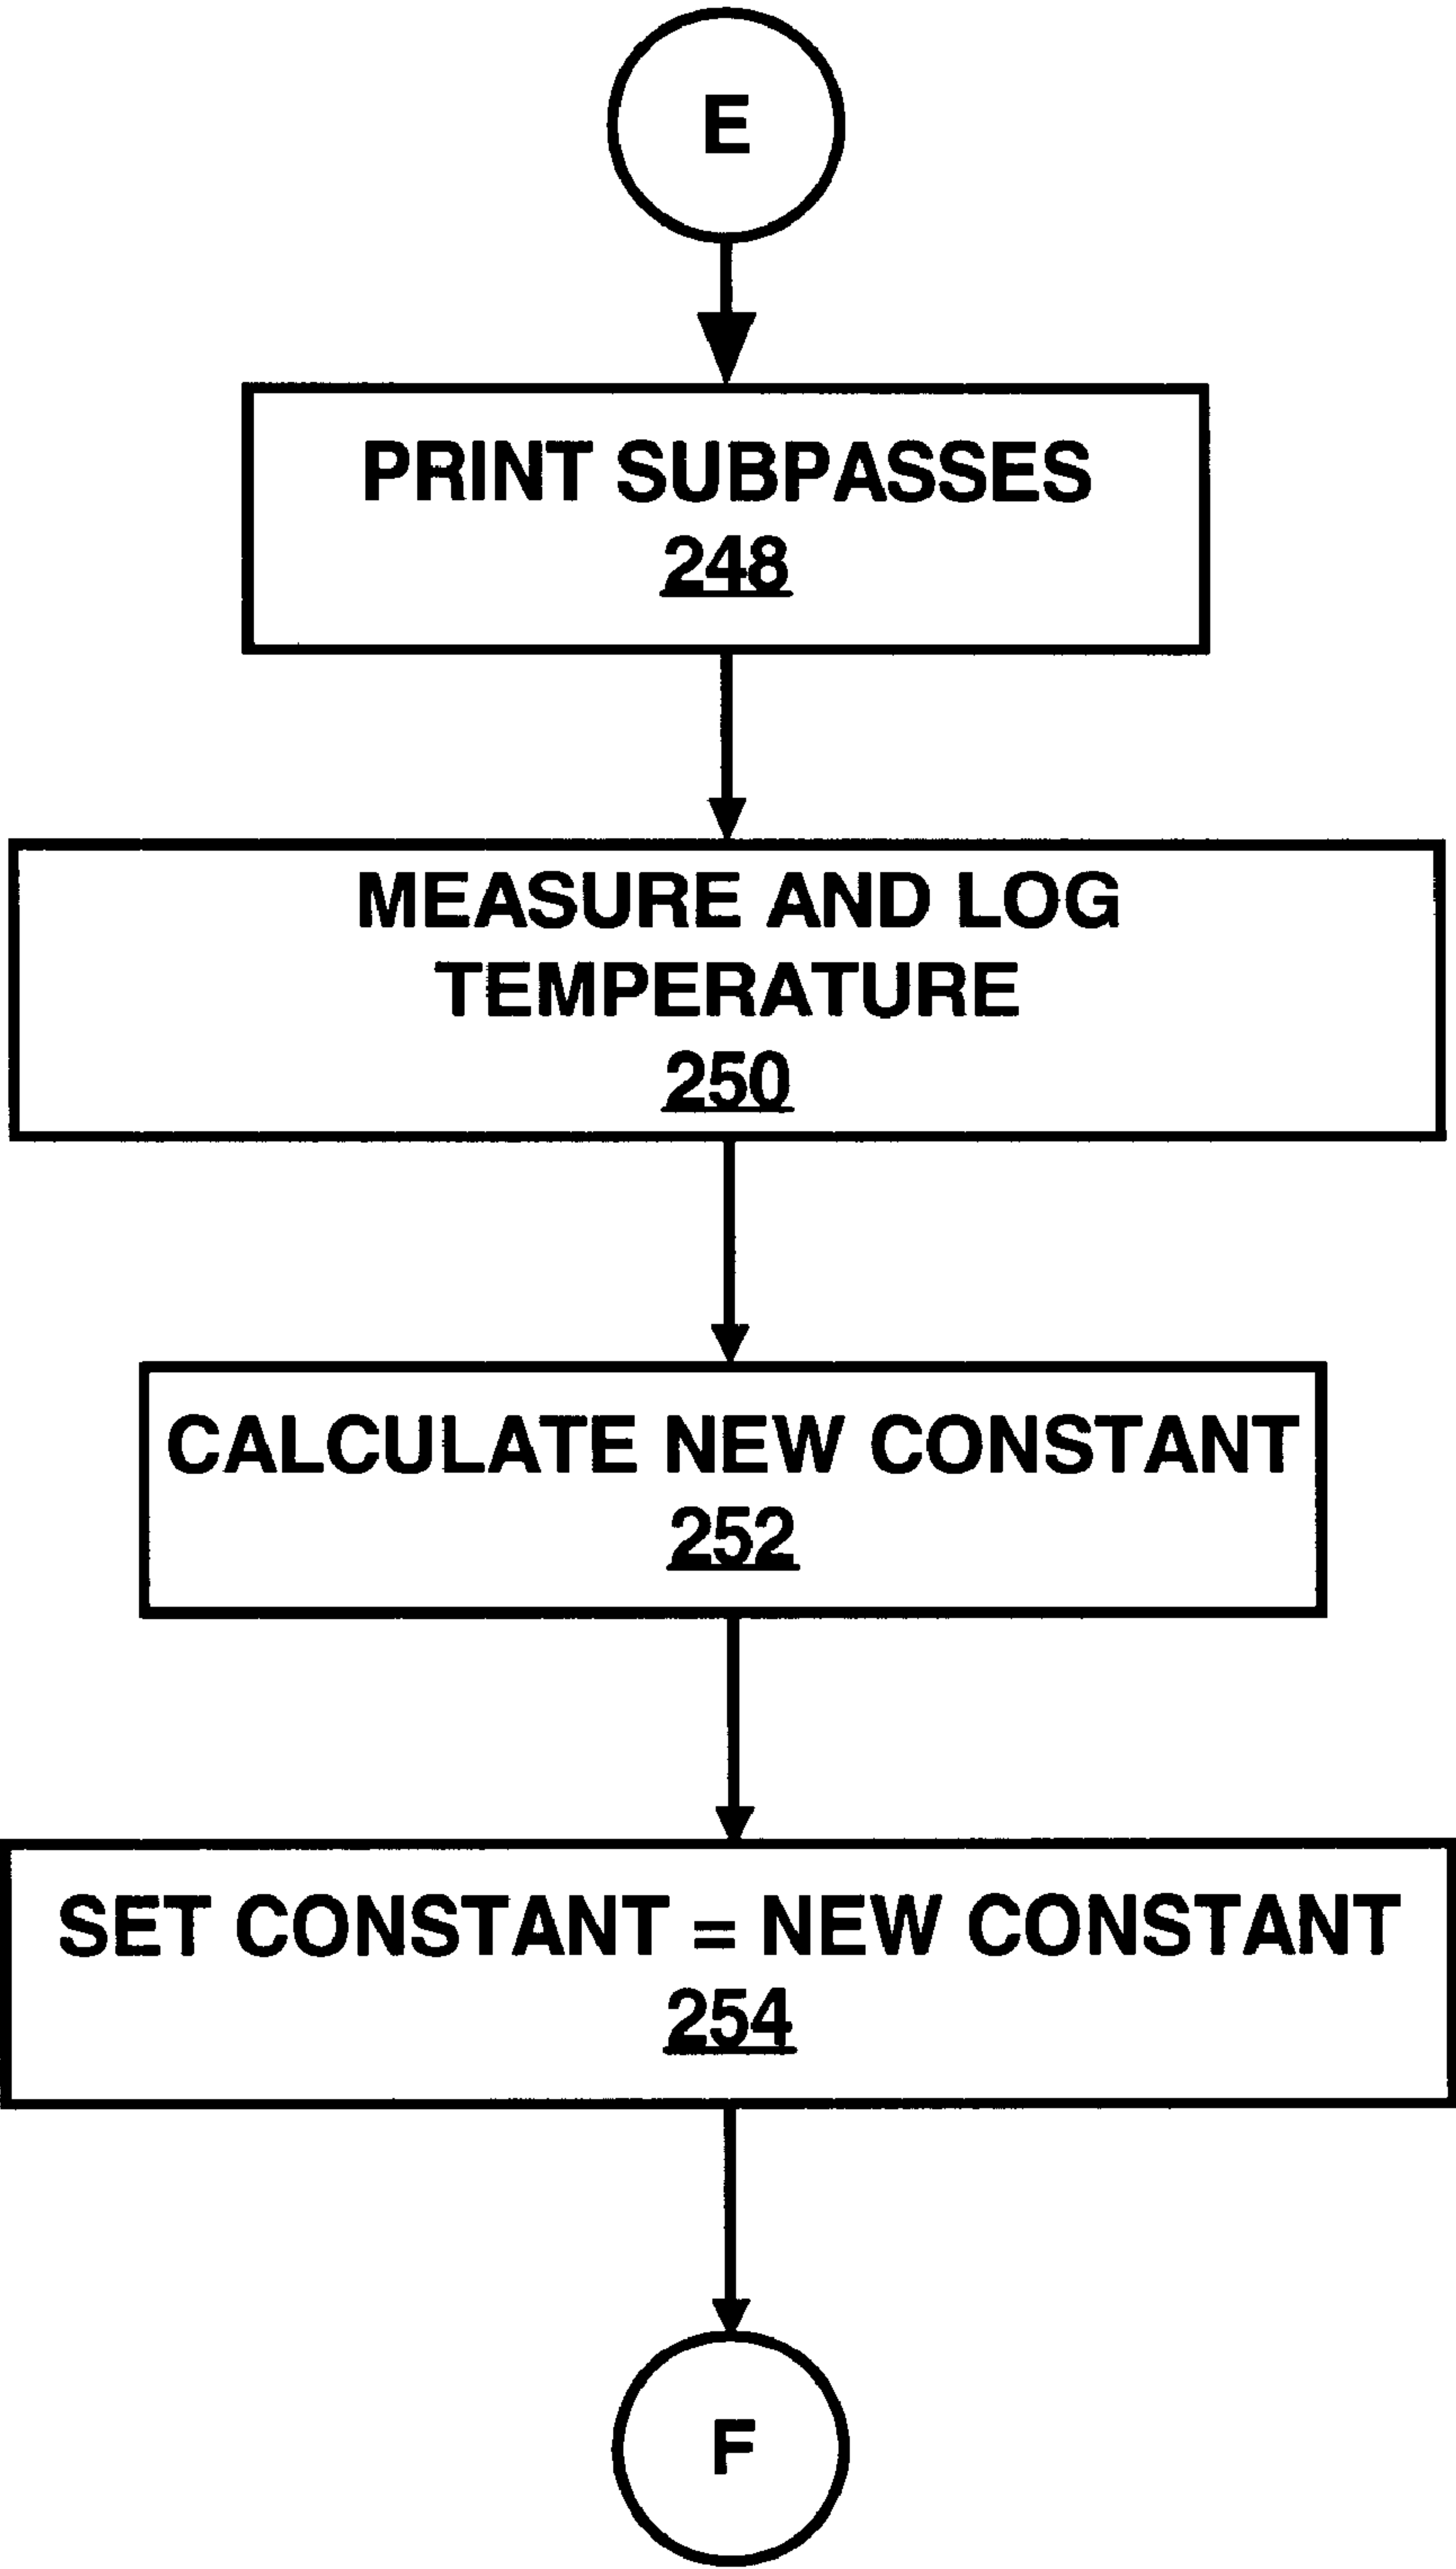 E
PRINT SUBPASSES
248
MEASURE AND LOG
TEMPERATURE
250
CALCULATE NEW CONSTANT
252
SET CONSTANT = NEW CONSTANT
254
F